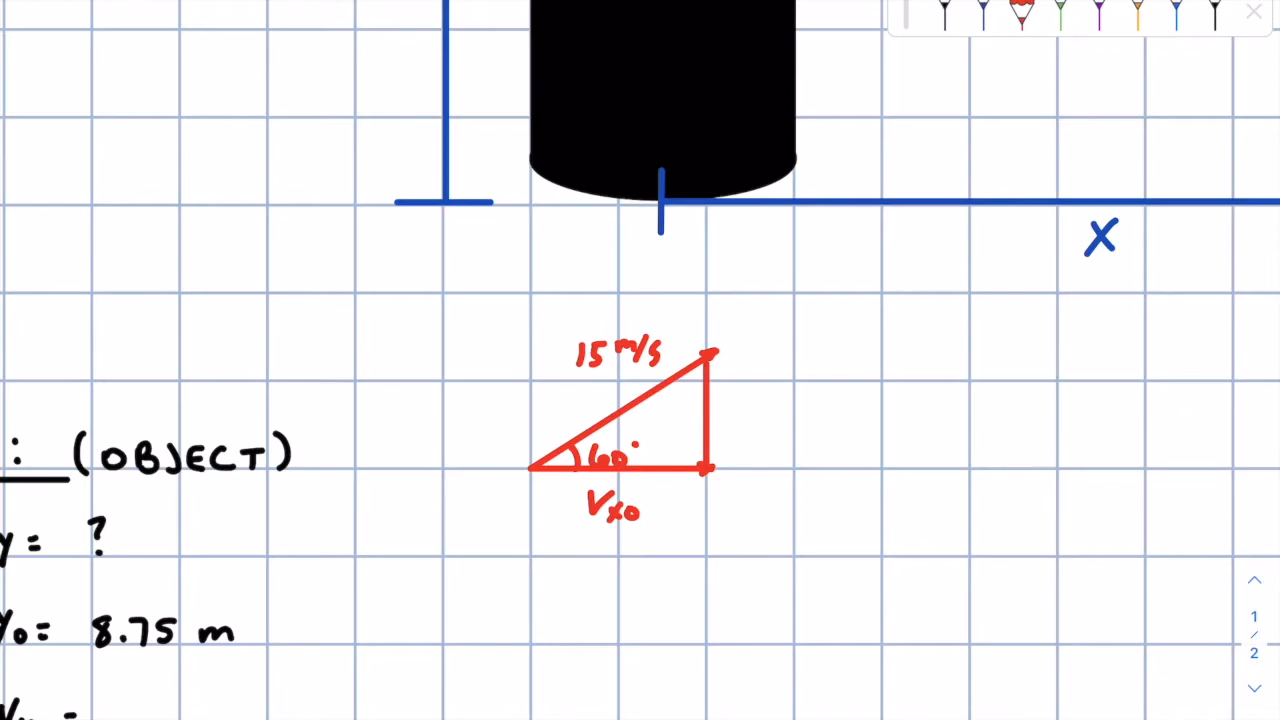 X
15 m/s
60°
Vxo
: (OBJECT)
y = ?
yo = 8.75 m
=
1
/
2